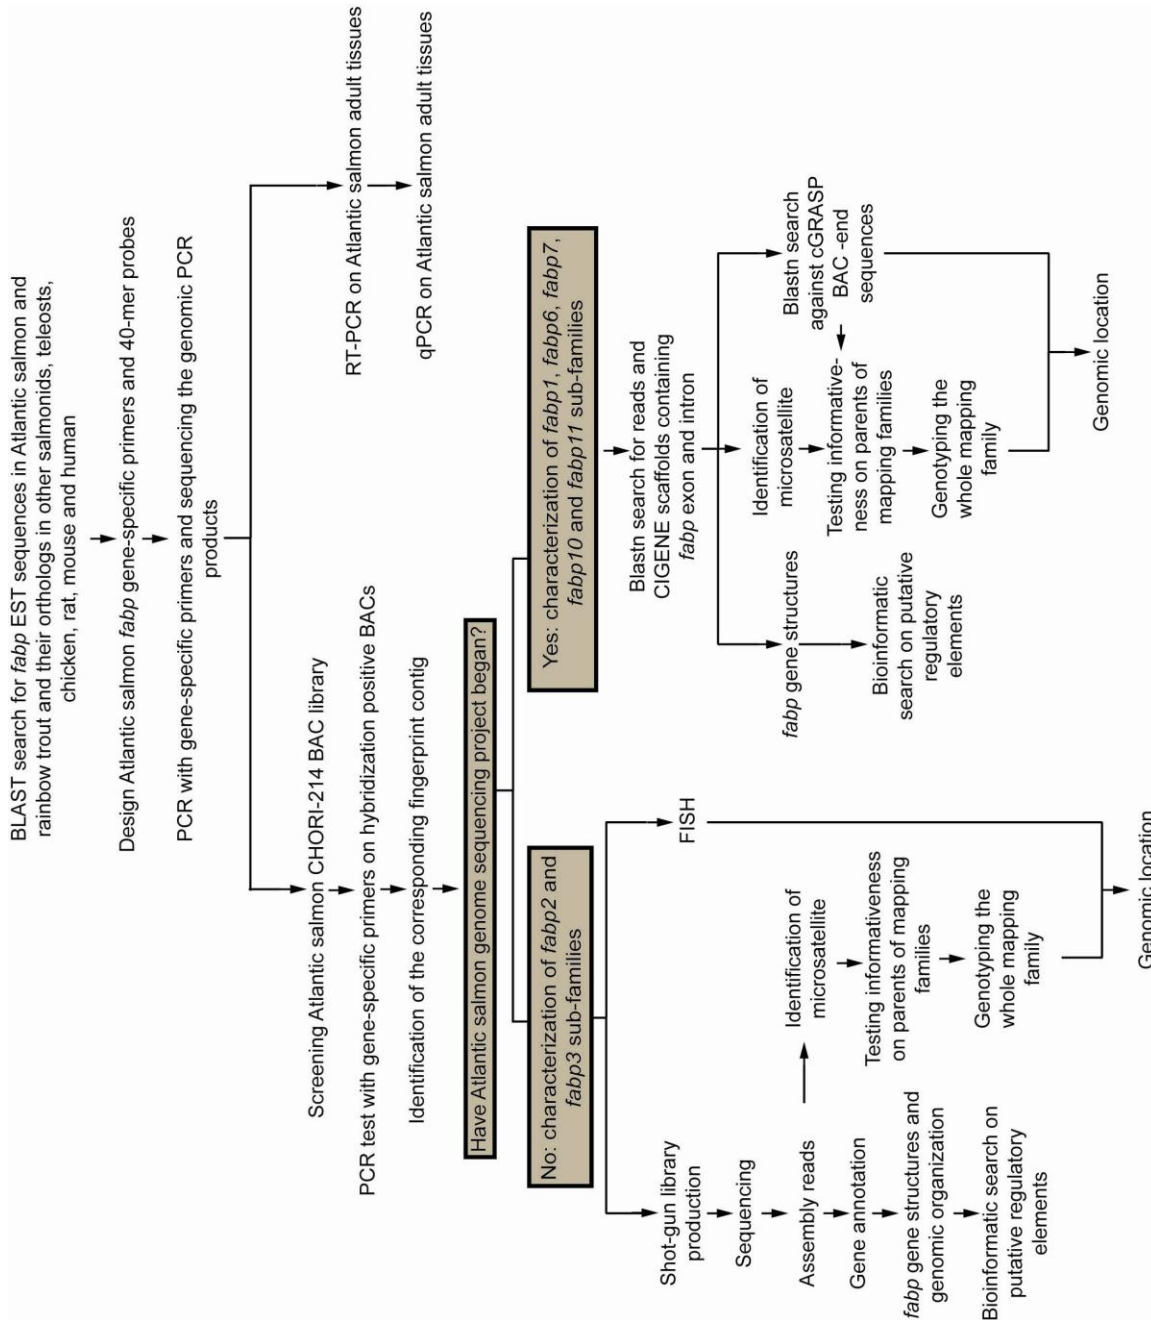 BLAST search for fabp EST sequences in Atlantic salmon and
rainbow trout and their orthologs in other salmonids, teleosts,
chicken, rat, mouse and human
Design Atlantic salmon fabp gene-specific primers and 40-mer probes
PCR with gene-specific primers and sequencing the genomic PCR
products
Screening Atlantic salmon CHORI-214 BAC library
PCR test with gene-specific primers on hybridization positive BACs
Identification of the corresponding fingerprint contig
RT-PCR on Atlantic salmon adult tissues
qPCR on Atlantic salmon adult tissues
Have Atlantic salmon genome sequencing project began?
No: characterization of fabp2 and
fabp3 sub-families
Shot-gun library
production
Sequencing
Assembly reads
Gene annotation
fabp gene structures and
genomic organization
Bioinformatic search on
putative regulatory
elements
Identification of
microsatellite
Testing informativeness
on parents of mapping
families
Genotyping the
whole mapping
family
FISH
Genomic location
Yes: characterization of fabp1, fabp6, fabp7,
fabp10 and fabp11 sub-families
Blastn search for reads and
CIGENE scaffolds containing
fabp exon and intron
fabp gene structures
Bioinformatic
search on putative
regulatory
elements
Identification of
microsatellite
Testing informative-
ness on parents of
mapping families
Genotyping the
whole mapping
family
Blastn search
against cGRASP
BAC -end
sequences
Genomic location